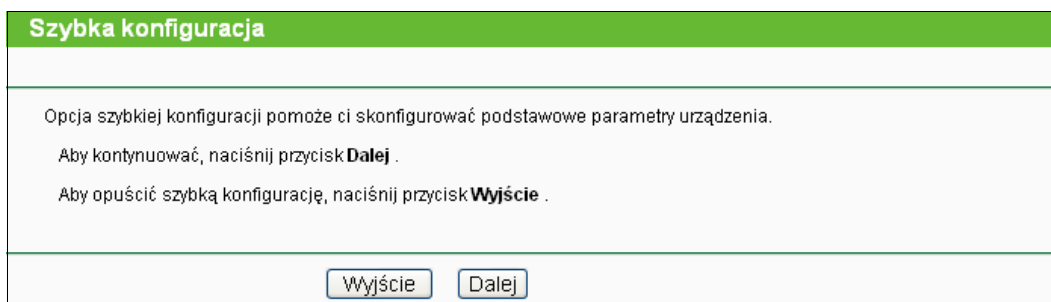 Szybka konfiguracja
Opcja szybkiej konfiguracji pomoże ci skonfigurować podstawowe parametry urządzenia.
Aby kontynuować, naciśnij przycisk Dalej .
Aby opuścić szybką konfigurację, naciśnij przycisk Wyjście .
Wyjście Dalej